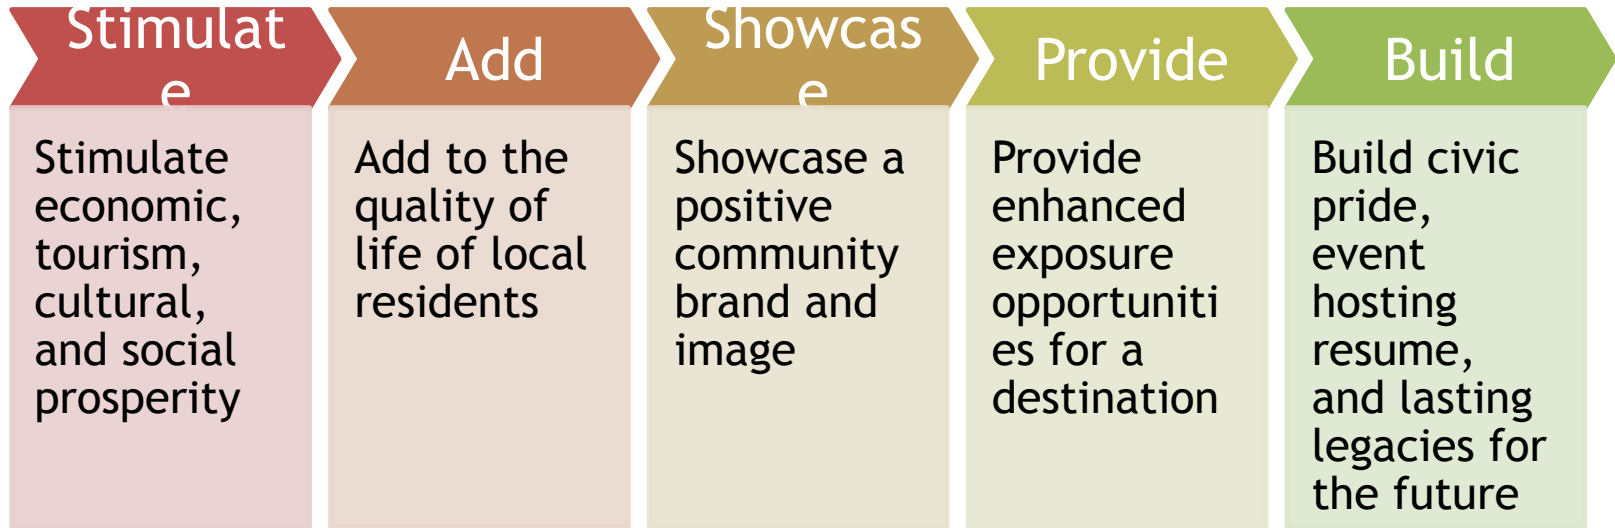 Stimulat
e
Add
Showcas
e
Provide
Build
Stimulate
economic,
tourism,
cultural,
and social
prosperity
Add to the
quality of
life of local
residents
Showcase a
positive
community
brand and
image
Provide
enhanced
exposure
opportuniti
es for a
destination
Build civic
pride,
event
hosting
resume,
and lasting
legacies for
the future